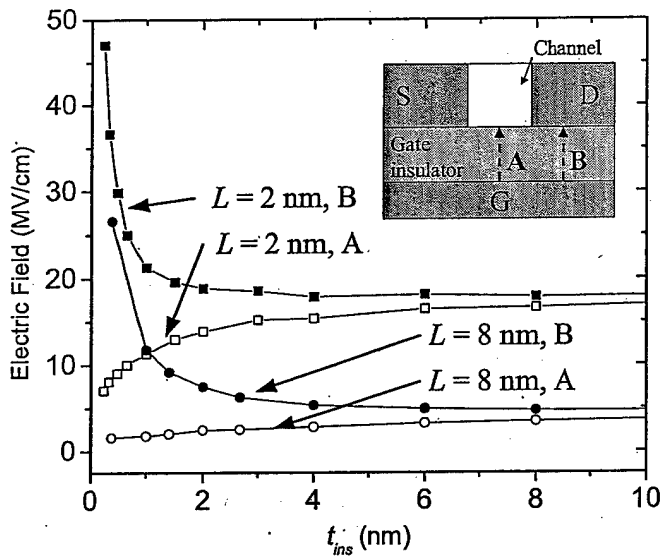 50
40
30
20
10
0
Electric Field (MV/cm)
0 2 4 6 8 10
t_ins (nm)
L = 2 nm, B
L = 2 nm, A
L = 8 nm, B
L = 8 nm, A
Channel
S
D
Gate
insulator
A
B
G